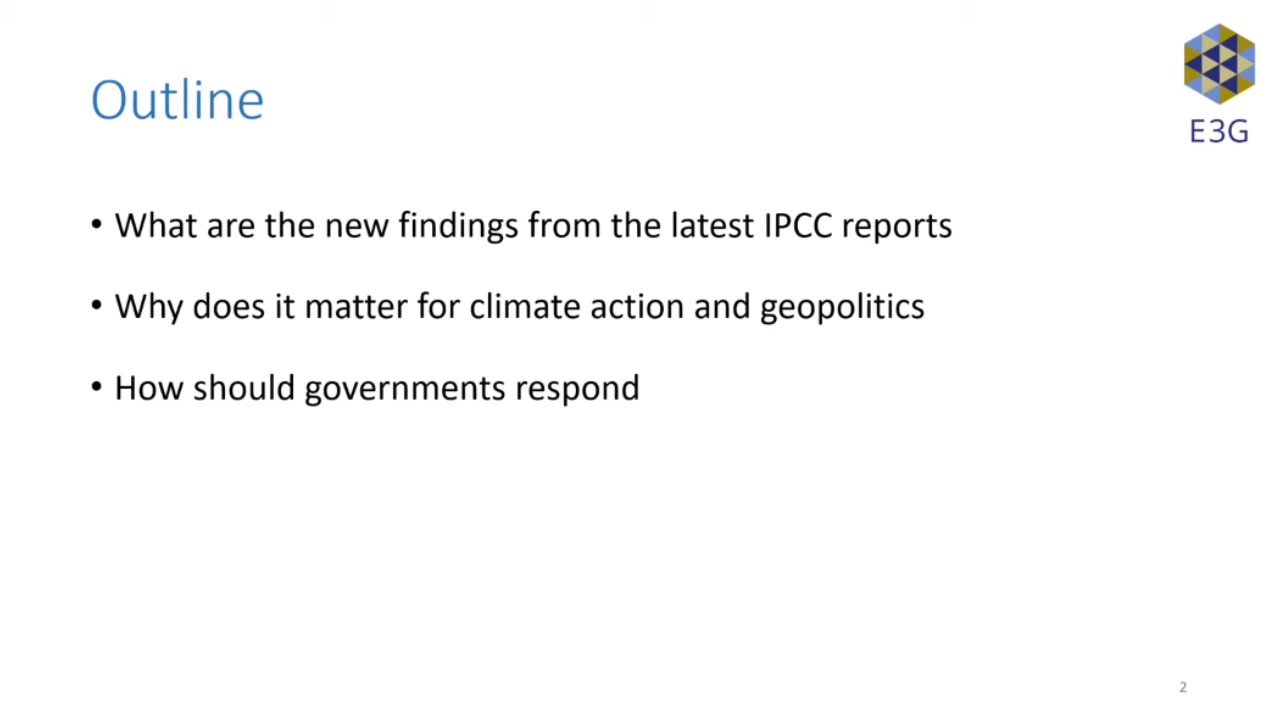 Outline
E3G
• What are the new findings from the latest IPCC reports
• Why does it matter for climate action and geopolitics
• How should governments respond
2